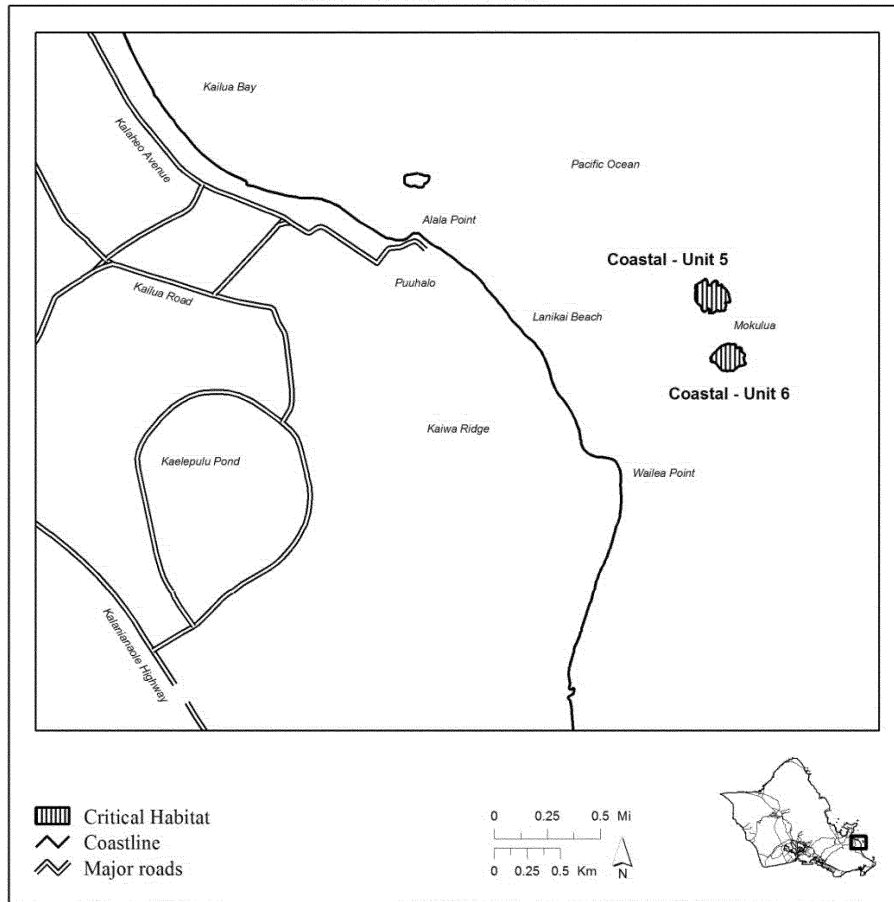 Kailua Bay
Kalaheo Avenue
Pacific Ocean
Alala Point
Coastal - Unit 5
Puuhalo
Kailua Road
Lanikai Beach
Mokulua
Coastal - Unit 6
Kaiwa Ridge
Kaelepulu Pond
Wailea Point
Kalanianaole Highway
Critical Habitat
Coastline
Major roads
0 0.25 0.5 Mi
0 0.25 0.5 Km
N